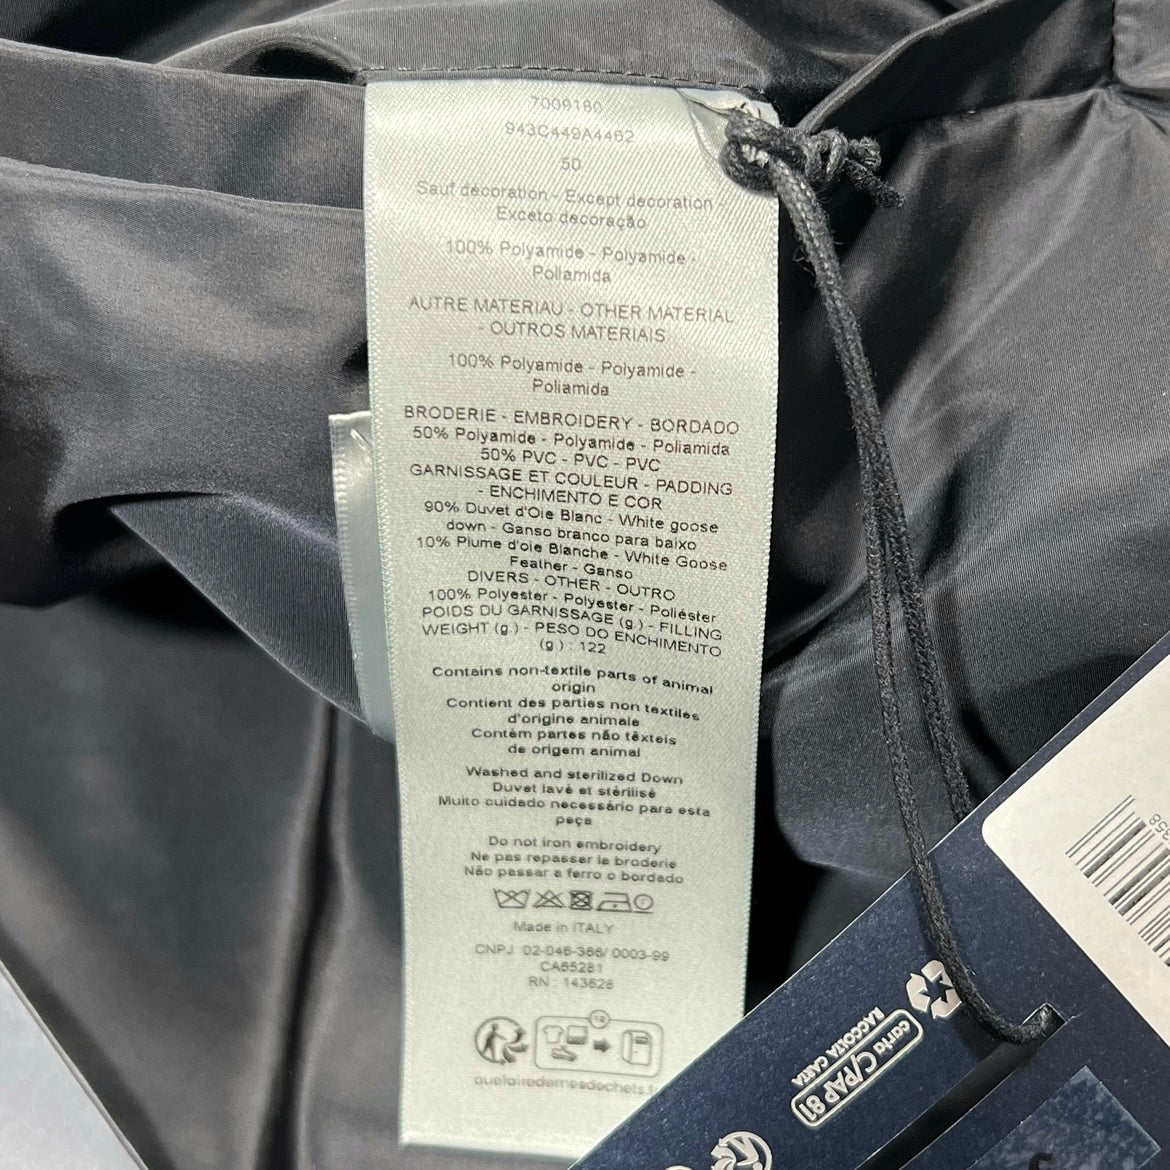 7009180
943C449A4462
50
Sauf decoration - Except decoration -
Exceto decoração
100% Polyamide - Polyamide -
Poliamida
AUTRE MATERIAU - OTHER MATERIAL
- OUTROS MATERIAIS
100% Polyamide - Polyamide -
Poliamida
BRODERIE - EMBROIDERY - BORDADO
50% Polyamide - Polyamide - Poliamida
50% PVC - PVC - PVC
GARNISSAGE ET COULEUR - PADDING
- ENCHIMENTO E COR
90% Duvet d'Oie Blanc - White goose
down - Ganso branco para baixo
10% Plume d'oie Blanche - White Goose
Feather - Ganso
DIVERS - OTHER - OUTRO
100% Polyester - Polyester - Poliéster
POIDS DU GARNISSAGE (g.) - FILLING
WEIGHT (g.) - PESO DO ENCHIMENTO
(g.) : 122
Contains non-textile parts of animal
origin
Contient des parties non textiles
d'origine animale
Contém partes não têxteis
de origem animal
Washed and sterilized Down
Duvet lavé et stérilisé
Muito cuidado necessário para esta
peça
Do not iron embroidery
Ne pas repasser la broderie
Não passar a ferro o bordado
Made in ITALY
CNPJ 02-046-366/ 0003-99
CA65281
RN : 143628
quefairedemesdechets.fr
358
carta C/PAP 81
RACCOLTA CARTA